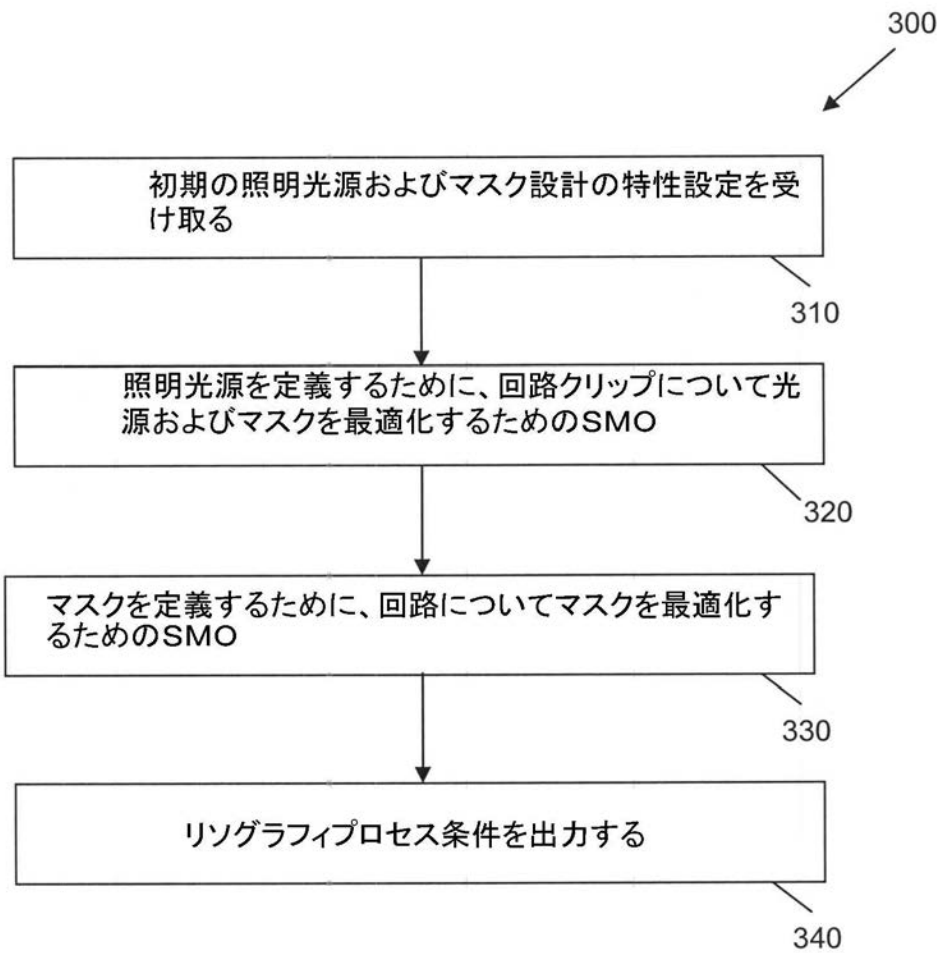 300
初期の照明光源およびマスク設計の特性設定を受
け取る
310
照明光源を定義するために、回路クリップについて光
源およびマスクを最適化するためのSMO
320
マスクを定義するために、回路についてマスクを最適化す
るためのSMO
330
リソグラフィプロセス条件を出力する
340